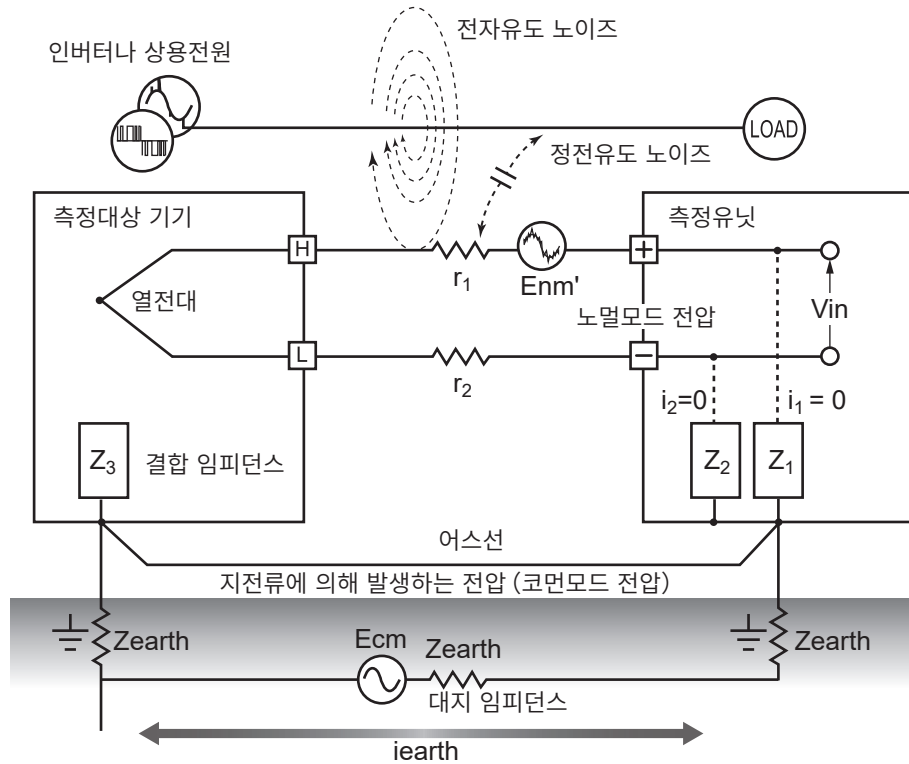 전자유도 노이즈
인버터나 상용전원
LOAD
정전유도 노이즈
측정대상 기기
측정유닛
H
+
r1
Enm'
열전대
노멀모드 전압
Vin
L
−
r2
i2=0
i1 = 0
Z3
결합 임피던스
Z2
Z1
어스선
지전류에 의해 발생하는 전압 (코먼모드 전압)
Zearth
Ecm
Zearth
Zearth
대지 임피던스
iearth